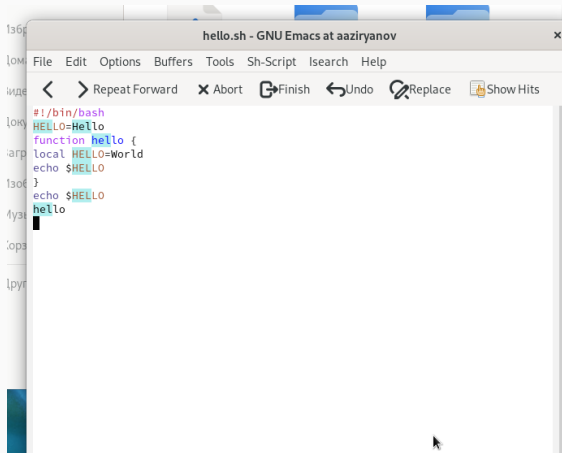 hello.sh - GNU Emacs at aaziryanov
File Edit Options Buffers Tools Sh-Script Isearch Help
Repeat Forward Abort Finish Undo Replace Show Hits
#!/bin/bash
HELLO=Hello
function hello {
local HELLO=World
echo $HELLO
}
echo $HELLO
hello